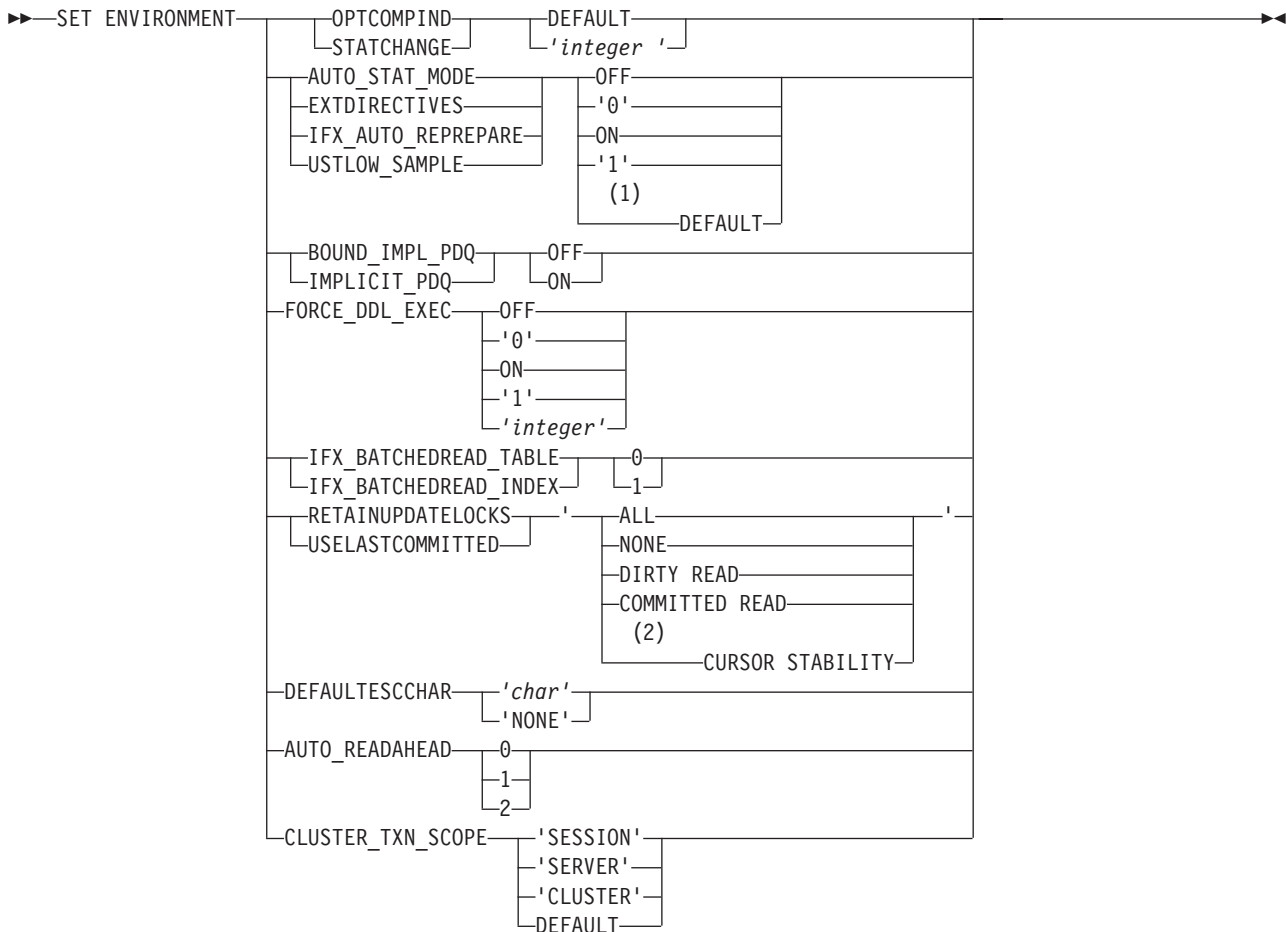 SET ENVIRONMENT OPTCOMPIND DEFAULT
STATCHANGE 'integer '
AUTO_STAT_MODE OFF
EXTDIRECTIVES '0'
IFX_AUTO_REPREPARE ON
USTLOW_SAMPLE '1'
(1)
DEFAULT
BOUND_IMPL_PDQ OFF
IMPLICIT_PDQ ON
FORCE_DDL_EXEC OFF
'0'
ON
'1'
'integer'
IFX_BATCHEDREAD_TABLE 0
IFX_BATCHEDREAD_INDEX 1
RETAINUPDATELOCKS ' ALL '
USELASTCOMMITTED NONE
DIRTY READ
COMMITTED READ
(2)
CURSOR STABILITY
DEFAULTESCCHAR 'char'
'NONE'
AUTO_READAHEAD 0
1
2
CLUSTER_TXN_SCOPE 'SESSION'
'SERVER'
'CLUSTER'
DEFAULT